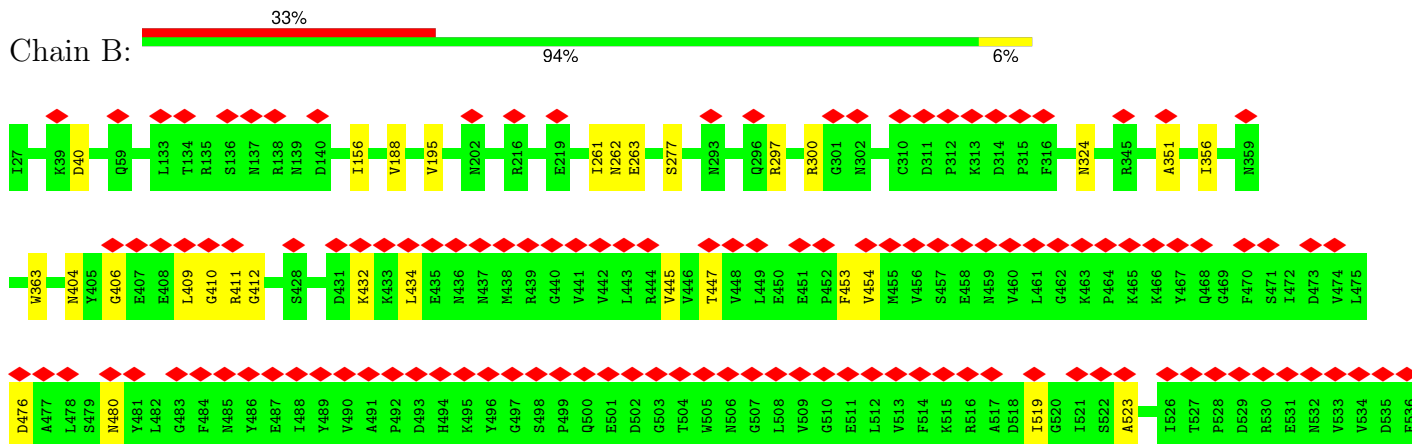 33%
Chain B:
94% 6%
I27 K39 D40 Q59 L133 T134 R135 S136 N137 R138 N139 D140 I156 V188 V195 N202 R216 E219 I261 N262 E263 S277 N293 Q296 R297 R300 G301 N302 C310 D311 P312 K313 D314 P315 F316 N324 R345 A351 I356 N359
W363 N404 Y405 G406 E407 E408 L409 G410 R411 G412 S428 D431 K432 K433 L434 E435 N436 N437 M438 R439 G440 V441 V442 L443 R444 V445 V446 T447 V448 L449 E450 E451 P452 F453 V454 M455 V456 S457 E458 N459 V460 L461 G462 K463 P464 K465 K466 Y467 Q468 G469 F470 S471 I472 D473 V474 L475
D476 A477 L478 S479 N480 Y481 L482 G483 F484 N485 Y486 E487 I488 Y489 V490 A491 P492 D493 H494 K495 Y496 G497 S498 P499 Q500 E501 D502 G503 T504 W505 N506 G507 L508 V509 G510 E511 L512 V513 F514 K515 R516 A517 D518 I519 G520 I521 S522 A523 I526 T527 P528 D529 R530 E531 N532 V533 V534 D535 F536